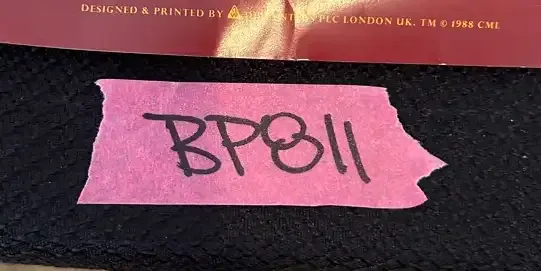 DESIGNED & PRINTED BY PLC LONDON UK. TM © 1988 CML
BP811